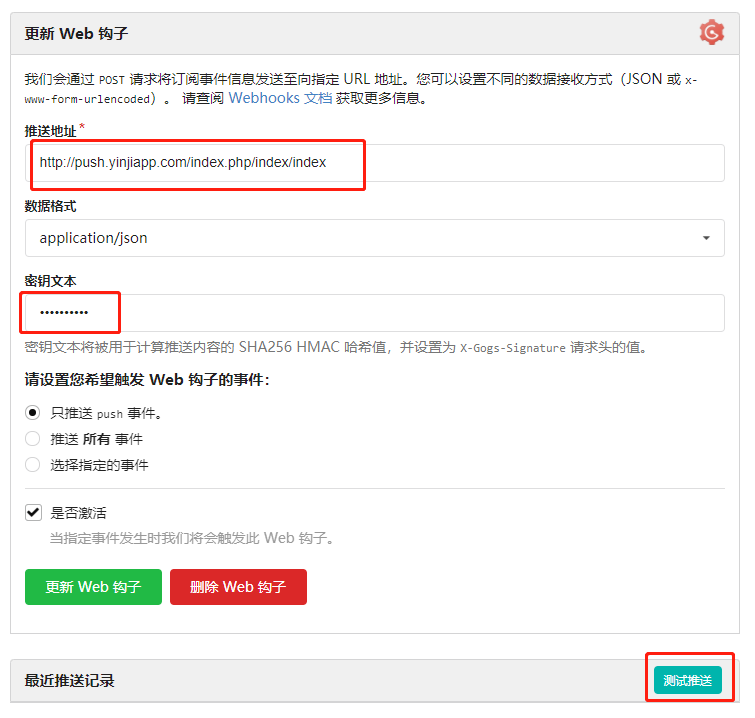 更新 Web 钩子
我们会通过 POST 请求将订阅事件信息发送至向指定 URL 地址。您可以设置不同的数据接收方式（JSON 或 x-
www-form-urlencoded）。 请查阅 Webhooks 文档 获取更多信息。
推送地址*
http://push.yinjiapp.com/index.php/index/index
数据格式
application/json
密钥文本
••••••••••
密钥文本将被用于计算推送内容的 SHA256 HMAC 哈希值，并设置为 X-Gogs-Signature 请求头的值。
请设置您希望触发 Web 钩子的事件：
只推送 push 事件。
推送 所有 事件
选择指定的事件
是否激活
当指定事件发生时我们将会触发此 Web 钩子。
更新 Web 钩子 删除 Web 钩子
最近推送记录 测试推送